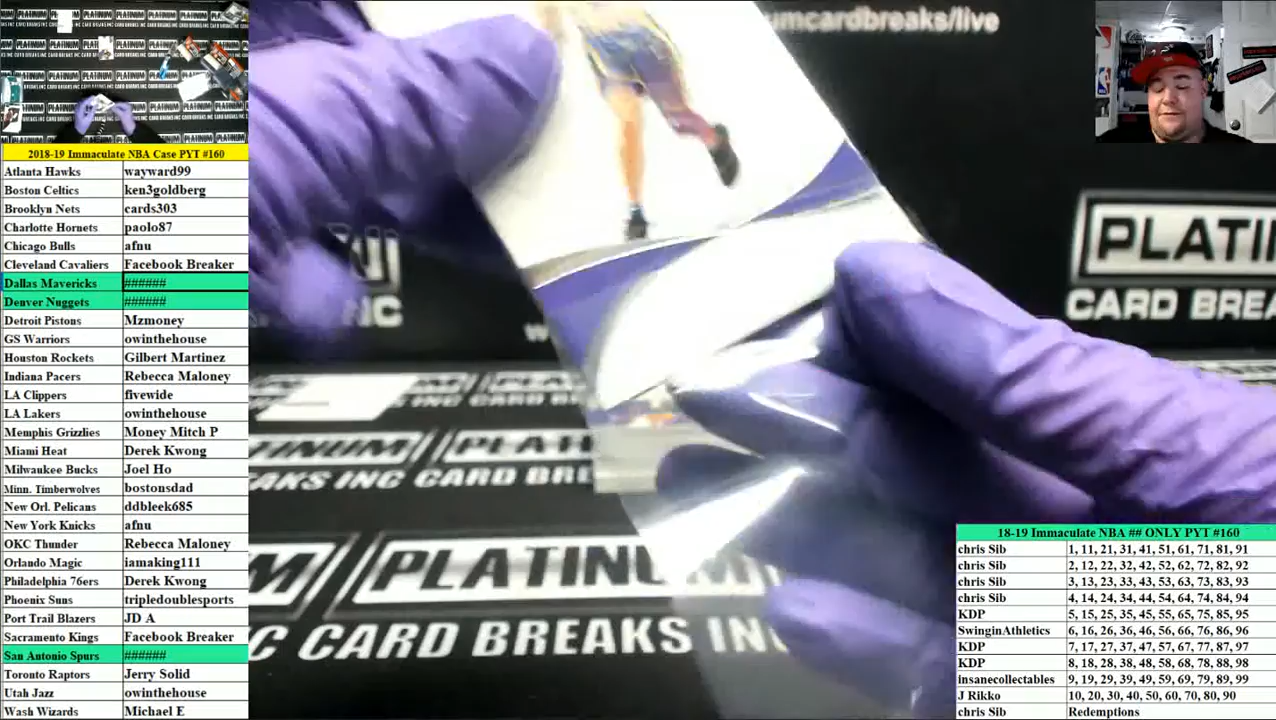 umcardbreaks/live
2018-19 Immaculate NBA Case PYT #160
Atlanta Hawks wayward99
Boston Celtics ken3goldberg
Brooklyn Nets cards303
Charlotte Hornets paolo87
Chicago Bulls afnu
Cleveland Cavaliers Facebook Breaker
Dallas Mavericks ######
Denver Nuggets ######
Detroit Pistons Mzmoney
GS Warriors owinthehouse
Houston Rockets Gilbert Martinez
Indiana Pacers Rebecca Maloney
LA Clippers fivewide
LA Lakers owinthehouse
Memphis Grizzlies Money Mitch P
Miami Heat Derek Kwong
Milwaukee Bucks Joel Ho
Minn. Timberwolves bostonsdad
New Orl. Pelicans ddbleek685
New York Knicks afnu
OKC Thunder Rebecca Maloney
Orlando Magic iamaking111
Philadelphia 76ers Derek Kwong
Phoenix Suns tripledoublesports
Port Trail Blazers JD A
Sacramento Kings Facebook Breaker
San Antonio Spurs ######
Toronto Raptors Jerry Solid
Utah Jazz owinthehouse
Wash Wizards Michael E
PLATI
CARD BREA
INC
PLATINUM
CARD BREAKS INC
18-19 Immaculate NBA ## ONLY PYT #160
chris Sib 1, 11, 21, 31, 41, 51, 61, 71, 81, 91
chris Sib 2, 12, 22, 32, 42, 52, 62, 72, 82, 92
chris Sib 3, 13, 23, 33, 43, 53, 63, 73, 83, 93
chris Sib 4, 14, 24, 34, 44, 54, 64, 74, 84, 94
KDP 5, 15, 25, 35, 45, 55, 65, 75, 85, 95
SwinginAthletics 6, 16, 26, 36, 46, 56, 66, 76, 86, 96
KDP 7, 17, 27, 37, 47, 57, 67, 77, 87, 97
KDP 8, 18, 28, 38, 48, 58, 68, 78, 88, 98
insanecollectables 9, 19, 29, 39, 49, 59, 69, 79, 89, 99
J Rikko 10, 20, 30, 40, 50, 60, 70, 80, 90
chris Sib Redemptions